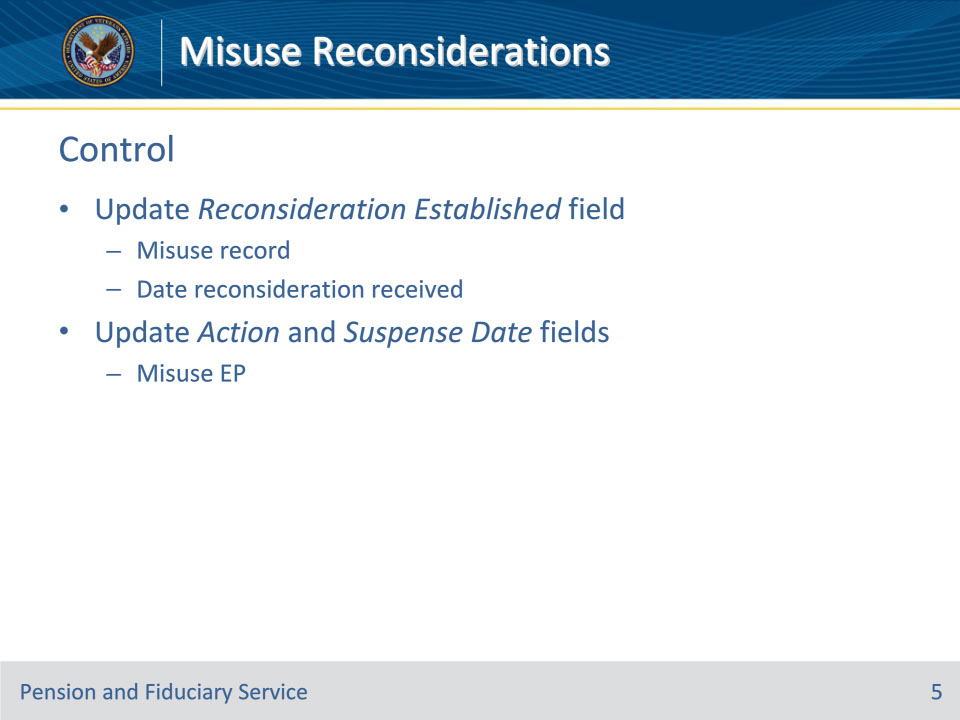 Misuse Reconsiderations
Control
• Update Reconsideration Established field
– Misuse record
– Date reconsideration received
• Update Action and Suspense Date fields
– Misuse EP
Pension and Fiduciary Service
5